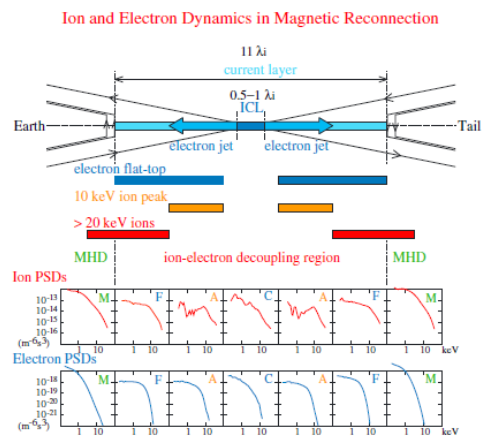 Ion and Electron Dynamics in Magnetic Reconnection
11 λi
current layer
0.5−1 λi
ICL
Earth
Tail
electron jet electron jet
electron flat-top
10 keV ion peak
> 20 keV ions
MHD ion-electron decoupling region MHD
Ion PSDs
M F A C A F M
10-13
10-14
10-15
10-16
(m-6s3)
1 10 1 10 1 10 1 10 1 10 1 10 1 10 keV
Electron PSDs
M F A C A F M
10-18
10-19
10-20
10-21
(m-6s3)
1 10 1 10 1 10 1 10 1 10 1 10 1 10 keV